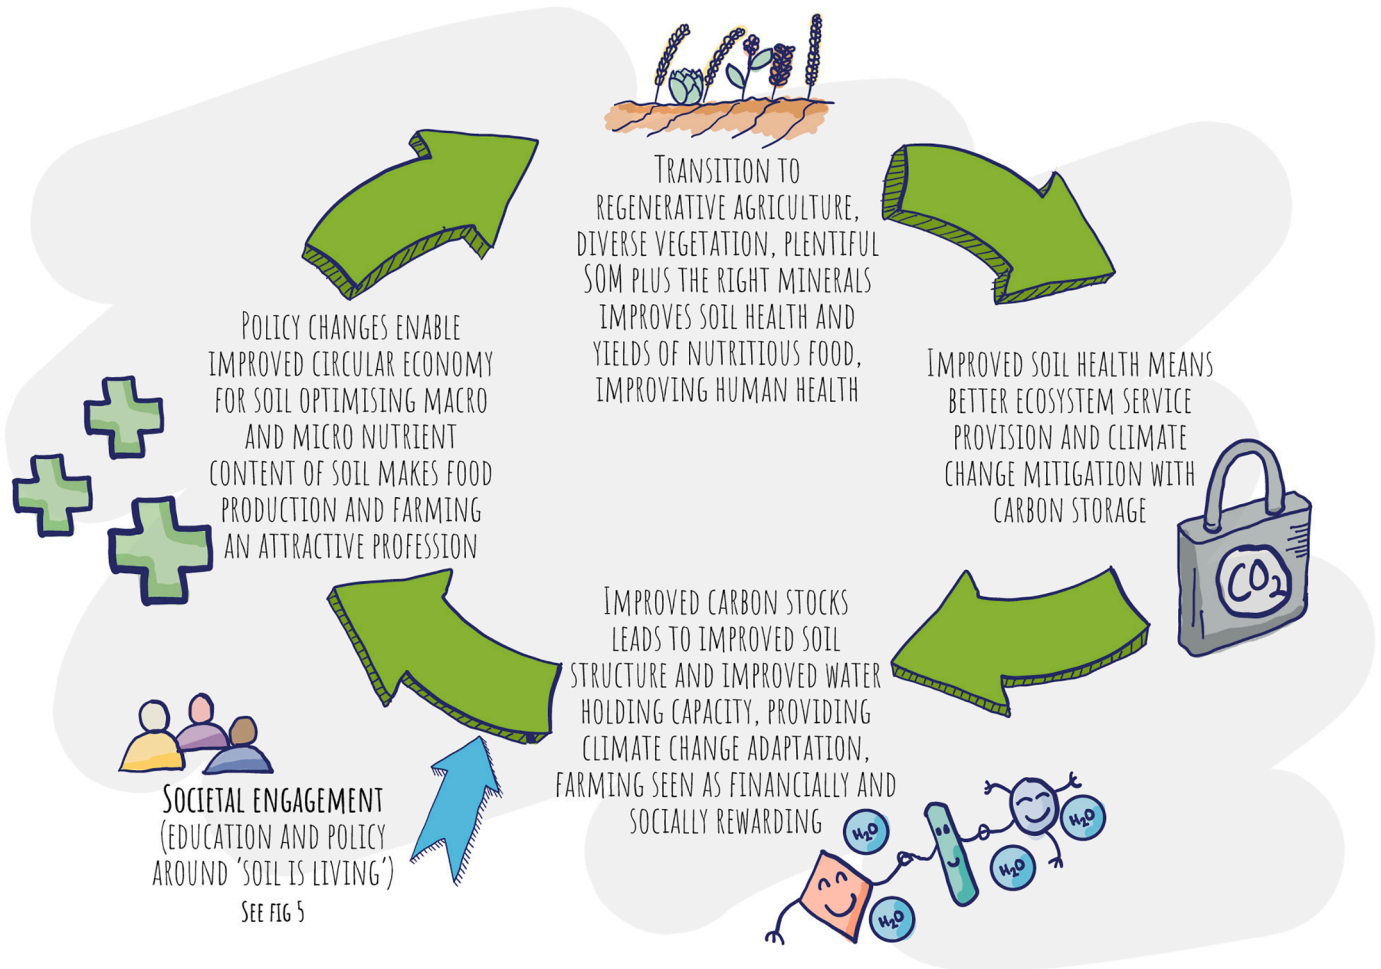 Transition to
regenerative agriculture,
diverse vegetation, plentiful
SOM plus the right minerals
improves soil health and
yields of nutritious food,
improving human health
Improved soil health means
better ecosystem service
provision and climate
change mitigation with
carbon storage
CO2
Improved carbon stocks
leads to improved soil
structure and improved water
holding capacity, providing
climate change adaptation,
farming seen as financially and
socially rewarding
H2O
H2O
H2O
H2O
Policy changes enable
improved circular economy
for soil optimising macro
and micro nutrient
content of soil makes food
production and farming
an attractive profession
Societal engagement
(education and policy
around 'soil is living')
See fig 5